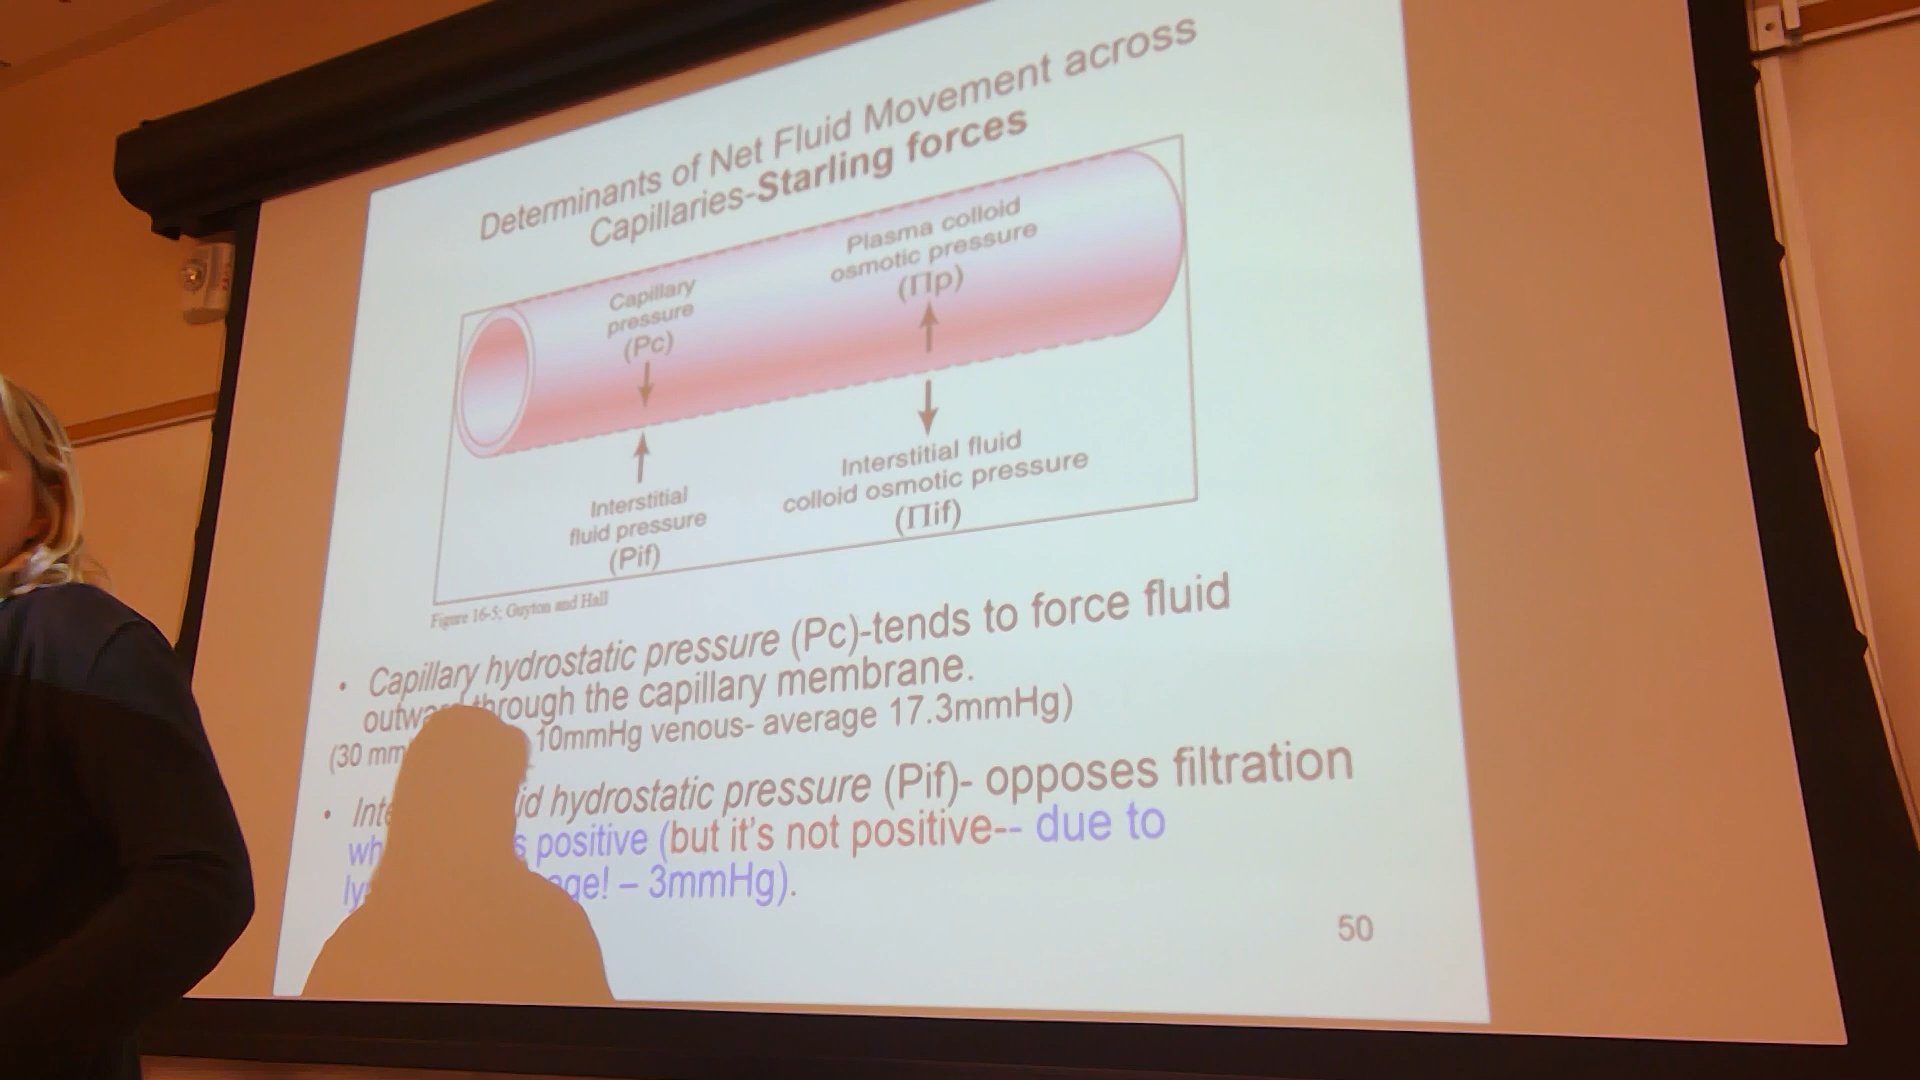 Determinants of Net Fluid Movement across
Capillaries-Starling forces
Capillary
pressure
(Pc)
Plasma colloid
osmotic pressure
(Πp)
Interstitial
fluid pressure
(Pif)
Interstitial fluid
colloid osmotic pressure
(Πif)
Figure 16-5; Guyton and Hall
• Capillary hydrostatic pressure (Pc)-tends to force fluid
outward through the capillary membrane.
(30 10mmHg venous- average 17.3mmHg)
• hydrostatic pressure (Pif)- opposes filtration
positive (but it's not positive-- due to
– 3mmHg).
50